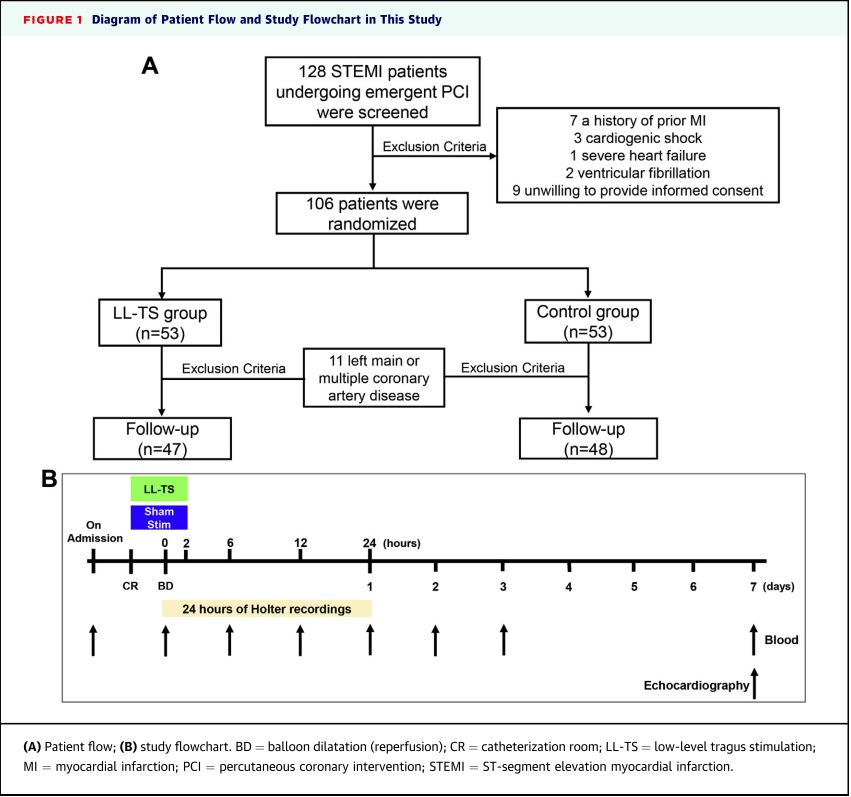 FIGURE 1 Diagram of Patient Flow and Study Flowchart in This Study
A
128 STEMI patients
undergoing emergent PCI
were screened
Exclusion Criteria
7 a history of prior MI
3 cardiogenic shock
1 severe heart failure
2 ventricular fibrillation
9 unwilling to provide informed consent
106 patients were
randomized
LL-TS group
(n=53)
Control group
(n=53)
Exclusion Criteria
11 left main or
multiple coronary
artery disease
Exclusion Criteria
Follow-up
(n=47)
Follow-up
(n=48)
B
LL-TS
Sham
Stim
On
Admission
0 2 6 12 24 (hours)
CR BD 1 2 3 4 5 6 7 (days)
24 hours of Holter recordings
Blood
Echocardiography
(A) Patient flow; (B) study flowchart. BD = balloon dilatation (reperfusion); CR = catheterization room; LL-TS = low-level tragus stimulation;
MI = myocardial infarction; PCI = percutaneous coronary intervention; STEMI = ST-segment elevation myocardial infarction.